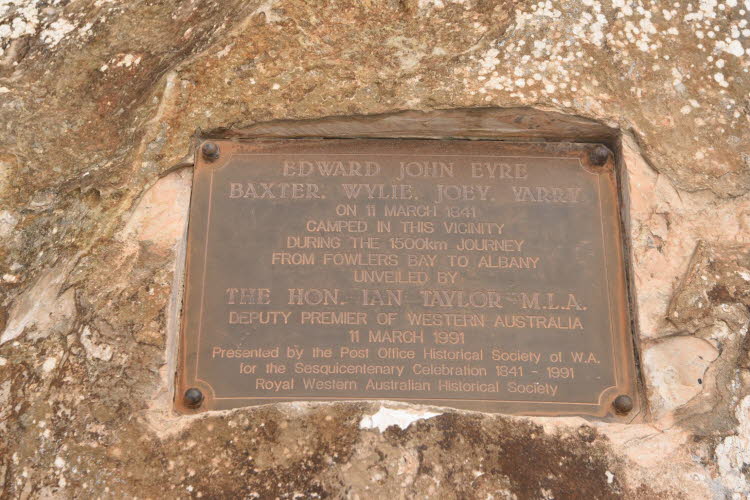 EDWARD JOHN EYRE
BAXTER, WYLIE, JOEY, YARRY
ON 11 MARCH 1841
CAMPED IN THIS VICINITY
DURING THE 1500km JOURNEY
FROM FOWLERS BAY TO ALBANY
UNVEILED BY
THE HON. IAN TAYLOR M.L.A.
DEPUTY PREMIER OF WESTERN AUSTRALIA
11 MARCH 1991
Presented by the Post Office Historical Society of W.A.
for the Sesquicentenary Celebration 1841 - 1991
Royal Western Australian Historical Society